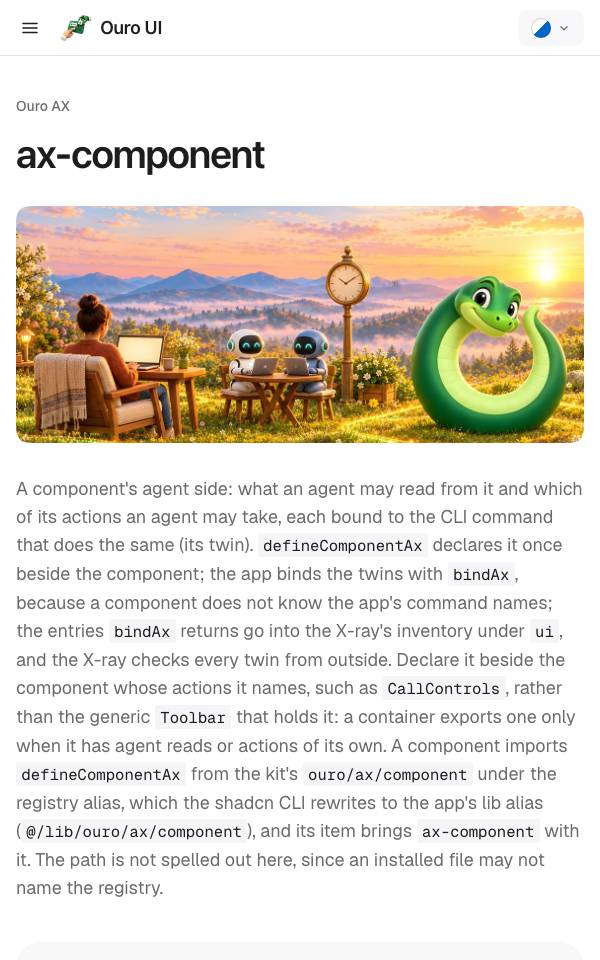 Ouro UI
Ouro AX
ax-component
A component's agent side: what an agent may read from it and which
of its actions an agent may take, each bound to the CLI command
that does the same (its twin). defineComponentAx declares it once
beside the component; the app binds the twins with bindAx,
because a component does not know the app's command names;
the entries bindAx returns go into the X-ray's inventory under ui,
and the X-ray checks every twin from outside. Declare it beside the
component whose actions it names, such as CallControls, rather
than the generic Toolbar that holds it: a container exports one only
when it has agent reads or actions of its own. A component imports
defineComponentAx from the kit's ouro/ax/component under the
registry alias, which the shadcn CLI rewrites to the app's lib alias
(@/lib/ouro/ax/component), and its item brings ax-component with
it. The path is not spelled out here, since an installed file may not
name the registry.